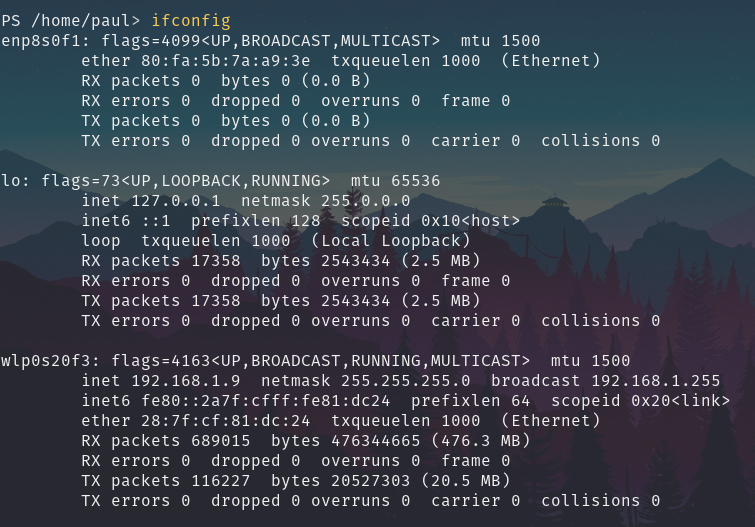 PS /home/paul> ifconfig
enp8s0f1: flags=4099<UP,BROADCAST,MULTICAST>  mtu 1500
        ether 80:fa:5b:7a:a9:3e  txqueuelen 1000  (Ethernet)
        RX packets 0  bytes 0 (0.0 B)
        RX errors 0  dropped 0  overruns 0  frame 0
        TX packets 0  bytes 0 (0.0 B)
        TX errors 0  dropped 0 overruns 0  carrier 0  collisions 0

lo: flags=73<UP,LOOPBACK,RUNNING>  mtu 65536
        inet 127.0.0.1  netmask 255.0.0.0
        inet6 ::1  prefixlen 128  scopeid 0x10<host>
        loop  txqueuelen 1000  (Local Loopback)
        RX packets 17358  bytes 2543434 (2.5 MB)
        RX errors 0  dropped 0  overruns 0  frame 0
        TX packets 17358  bytes 2543434 (2.5 MB)
        TX errors 0  dropped 0 overruns 0  carrier 0  collisions 0

wlp0s20f3: flags=4163<UP,BROADCAST,RUNNING,MULTICAST>  mtu 1500
        inet 192.168.1.9  netmask 255.255.255.0  broadcast 192.168.1.255
        inet6 fe80::2a7f:cfff:fe81:dc24  prefixlen 64  scopeid 0x20<link>
        ether 28:7f:cf:81:dc:24  txqueuelen 1000  (Ethernet)
        RX packets 689015  bytes 476344665 (476.3 MB)
        RX errors 0  dropped 0  overruns 0  frame 0
        TX packets 116227  bytes 20527303 (20.5 MB)
        TX errors 0  dropped 0 overruns 0  carrier 0  collisions 0